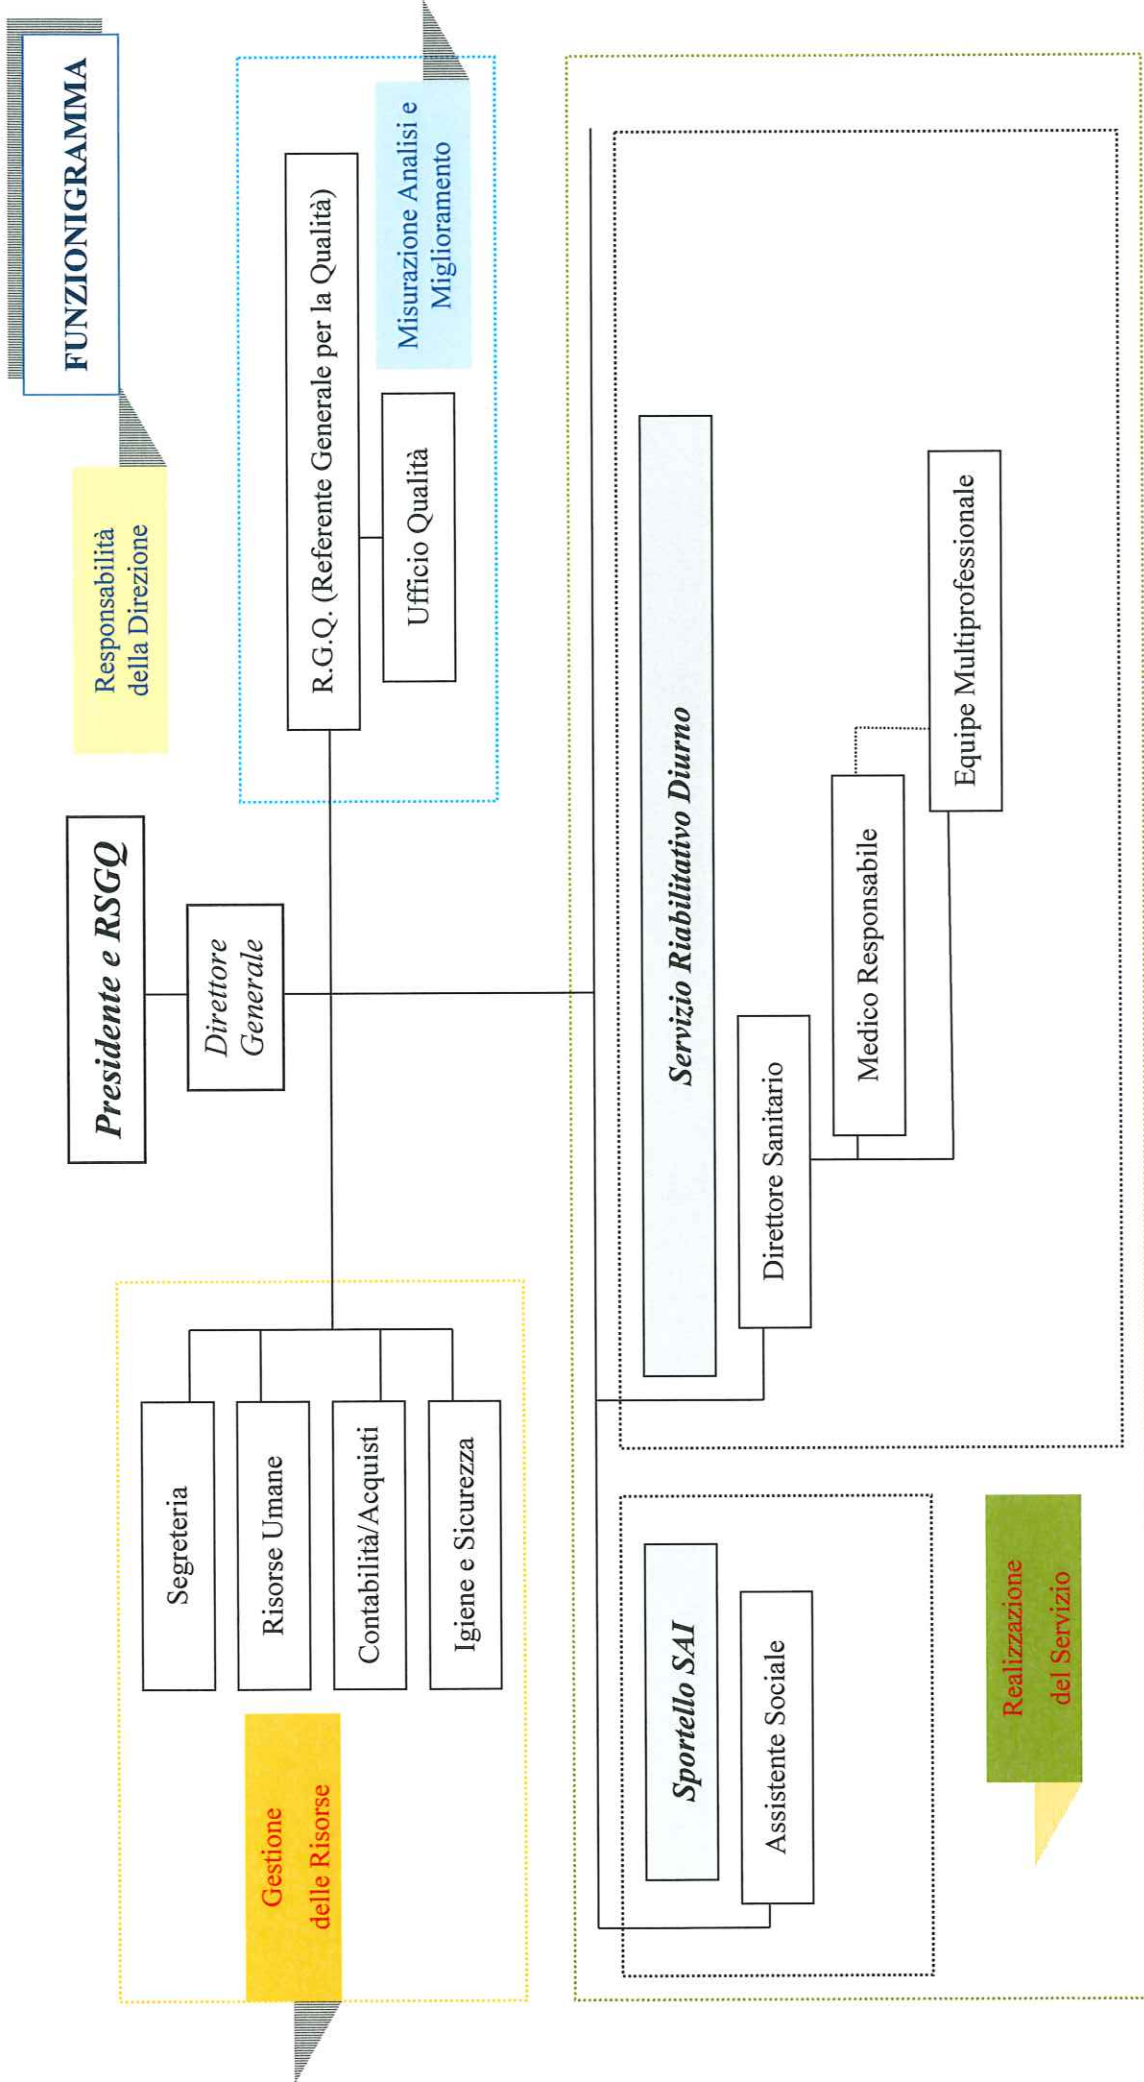 FUNZIONIGRAMMA
Responsabilità
della Direzione
Presidente e RSGQ
Direttore
Generale
Segreteria
Risorse Umane
Contabilità/Acquisti
Igiene e Sicurezza
Gestione
delle Risorse
R.G.Q. (Referente Generale per la Qualità)
Ufficio Qualità
Misurazione Analisi e
Miglioramento
Sportello SAI
Assistente Sociale
Servizio Riabilitativo Diurno
Direttore Sanitario
Medico Responsabile
Equipe Multiprofessionale
Realizzazione
del Servizio